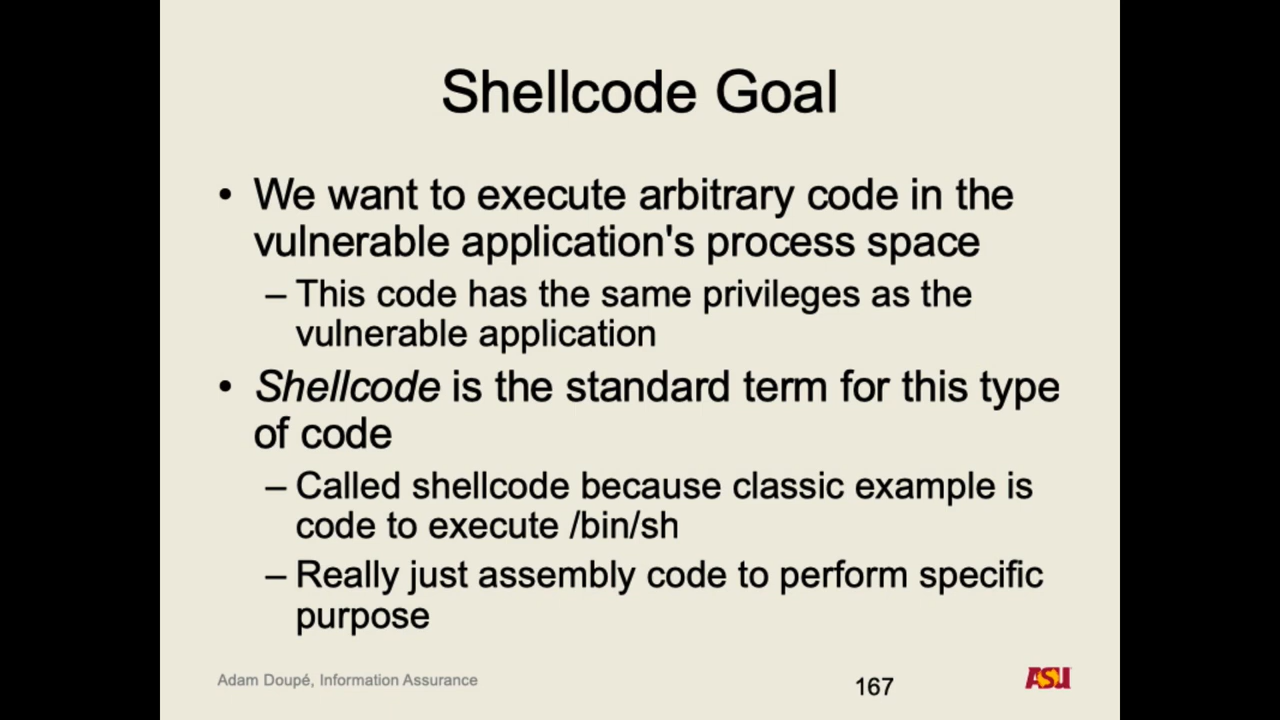 Shellcode Goal
• We want to execute arbitrary code in the
vulnerable application's process space
– This code has the same privileges as the
vulnerable application
• Shellcode is the standard term for this type
of code
– Called shellcode because classic example is
code to execute /bin/sh
– Really just assembly code to perform specific
purpose
Adam Doupé, Information Assurance
167
ASU